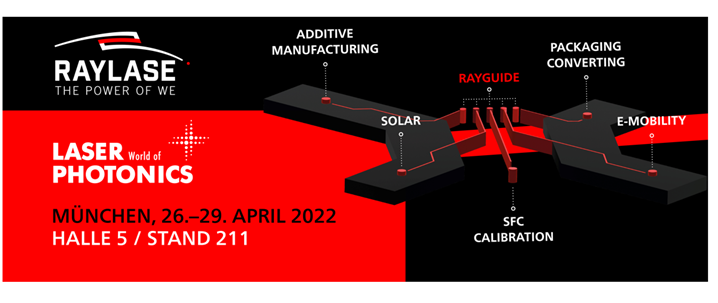 RAYLASE
THE POWER OF WE
LASER World of
PHOTONICS
MÜNCHEN, 26.–29. APRIL 2022
HALLE 5 / STAND 211
ADDITIVE
MANUFACTURING
RAYGUIDE
PACKAGING
CONVERTING
SOLAR
E-MOBILITY
SFC
CALIBRATION